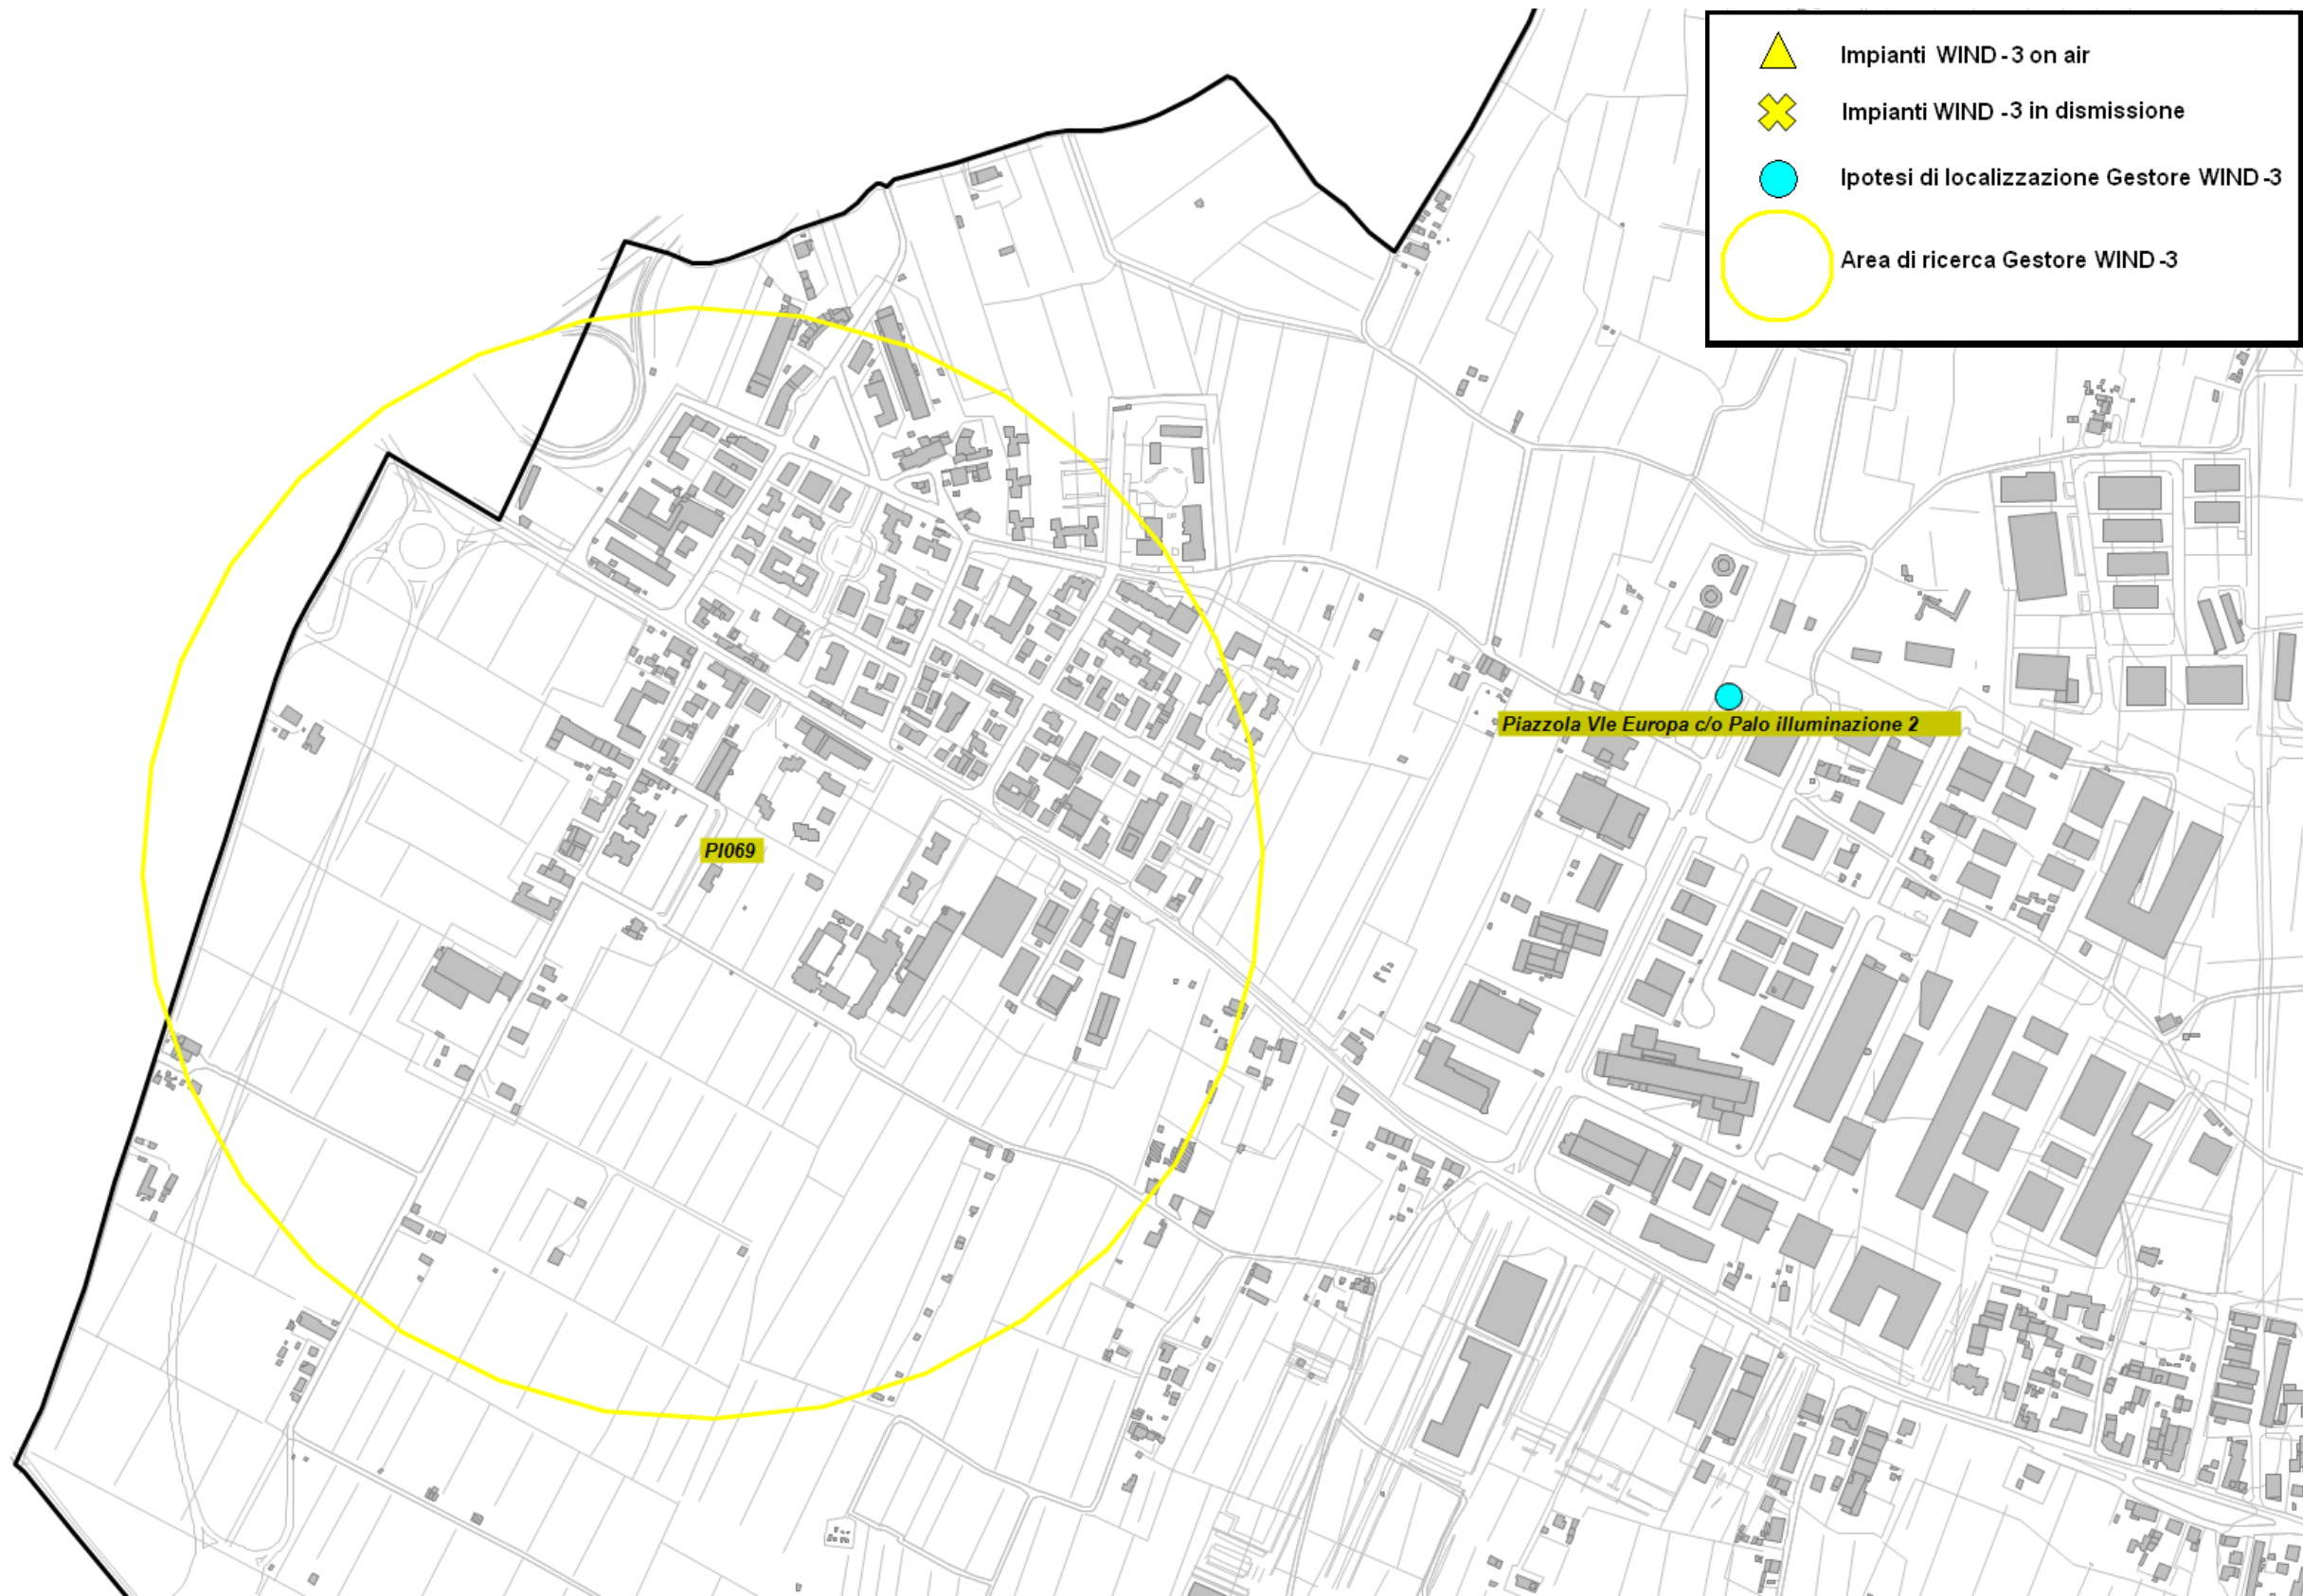 Impianti WIND-3 on air
Impianti WIND -3 in dismissione
Ipotesi di localizzazione Gestore WIND-3
Area di ricerca Gestore WIND-3
Piazzola Vle Europa c/o Palo illuminazione 2
PI069